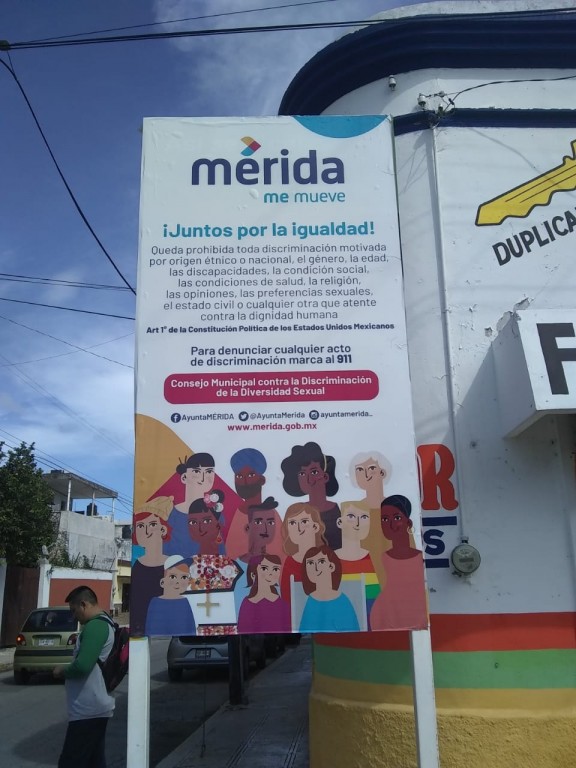 mérida
me mueve
¡Juntos por la igualdad!
Queda prohibida toda discriminación motivada
por origen étnico o nacional, el género, la edad,
las discapacidades, la condición social,
las condiciones de salud, la religión,
las opiniones, las preferencias sexuales,
el estado civil o cualquier otra que atente
contra la dignidad humana
Art 1° de la Constitución Política de los Estados Unidos Mexicanos
Para denunciar cualquier acto
de discriminación marca al 911
Consejo Municipal contra la Discriminación
de la Diversidad Sexual
AyuntaMÉRIDA @AyuntaMerida ayuntamerida_
www.merida.gob.mx
DUPLICA
F
R
s